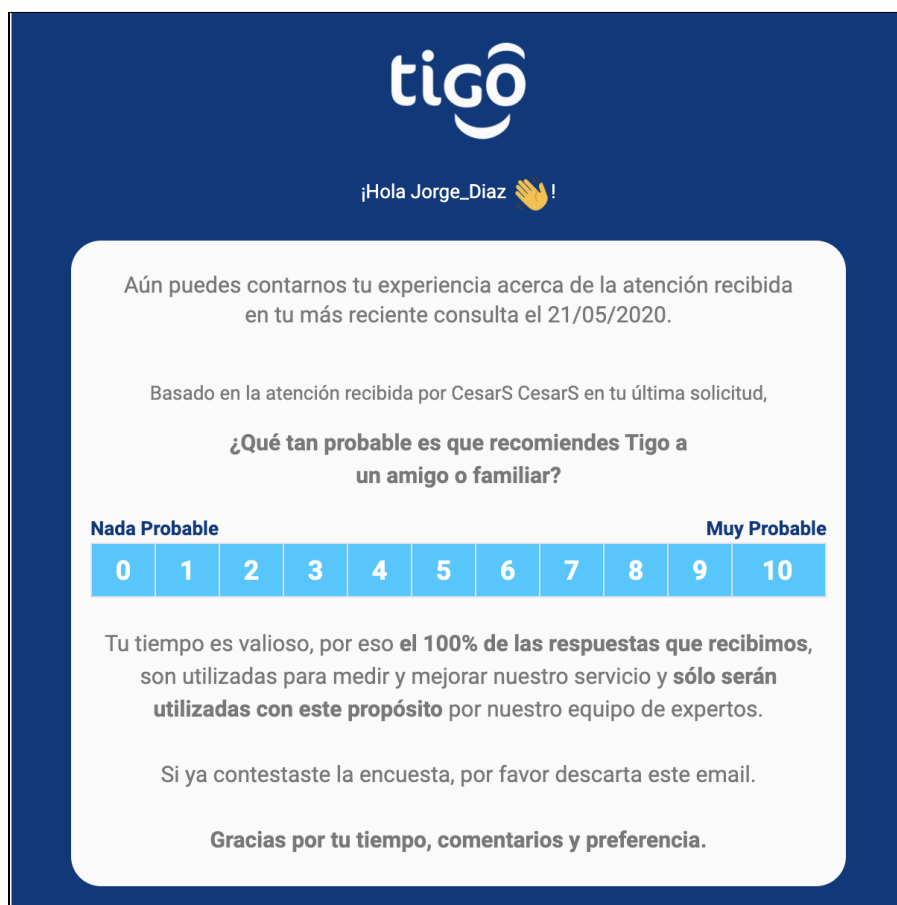 tigo
¡Hola Jorge_Diaz 👋!
Aún puedes contarnos tu experiencia acerca de la atención recibida
en tu más reciente consulta el 21/05/2020.
Basado en la atención recibida por CesarS CesarS en tu última solicitud,
¿Qué tan probable es que recomiendes Tigo a
un amigo o familiar?
Nada Probable Muy Probable
0 1 2 3 4 5 6 7 8 9 10
Tu tiempo es valioso, por eso el 100% de las respuestas que recibimos,
son utilizadas para medir y mejorar nuestro servicio y sólo serán
utilizadas con este propósito por nuestro equipo de expertos.
Si ya contestaste la encuesta, por favor descarta este email.
Gracias por tu tiempo, comentarios y preferencia.